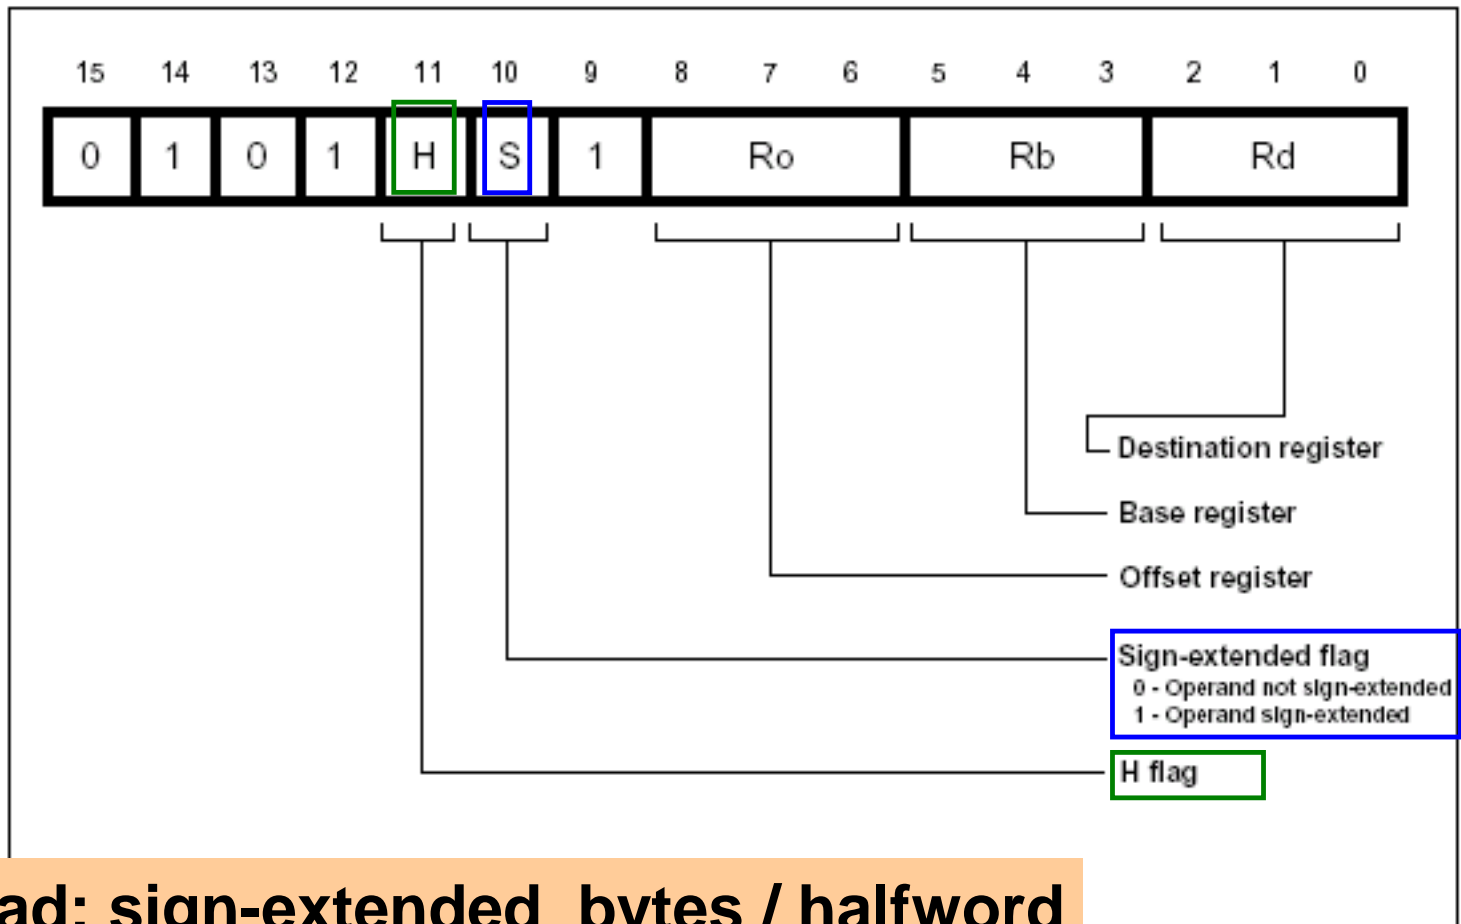 15 14 13 12 11 10 9 8 7 6 5 4 3 2 1 0
0 1 0 1 H S 1 Ro Rb Rd
Destination register
Base register
Offset register
Sign-extended flag
0 - Operand not sign-extended
1 - Operand sign-extended
H flag
sign-extended bytes / halfword